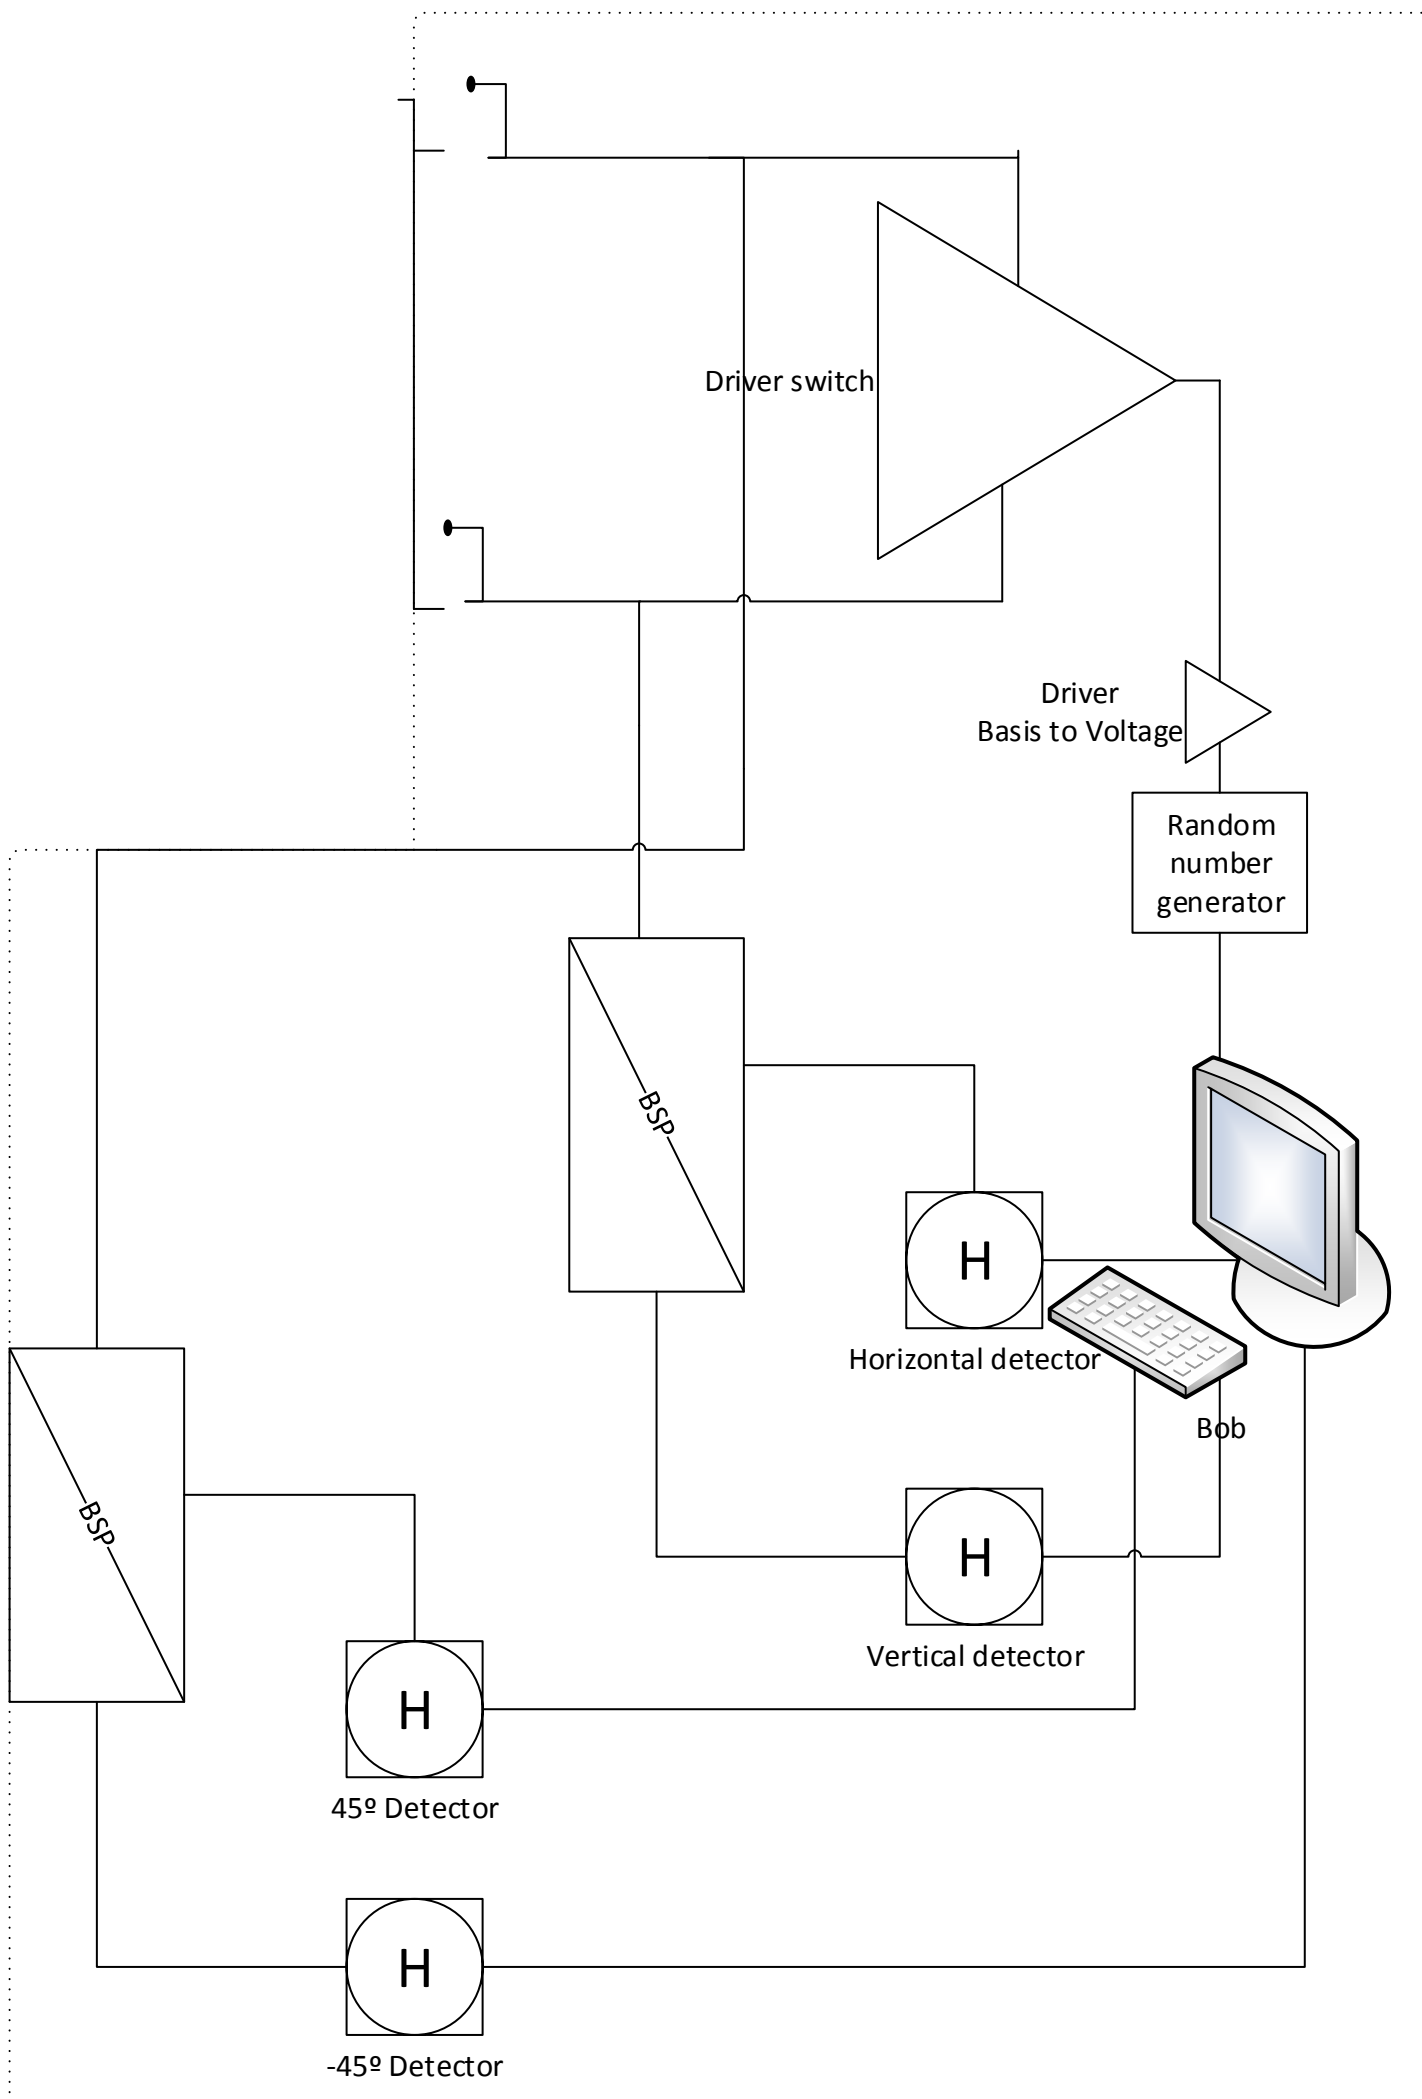 Driver switch
Driver
Basis to Voltage
Random
number
generator
BSP
H
Horizontal detector
Bob
BSP
H
Vertical detector
H
45º Detector
H
-45º Detector